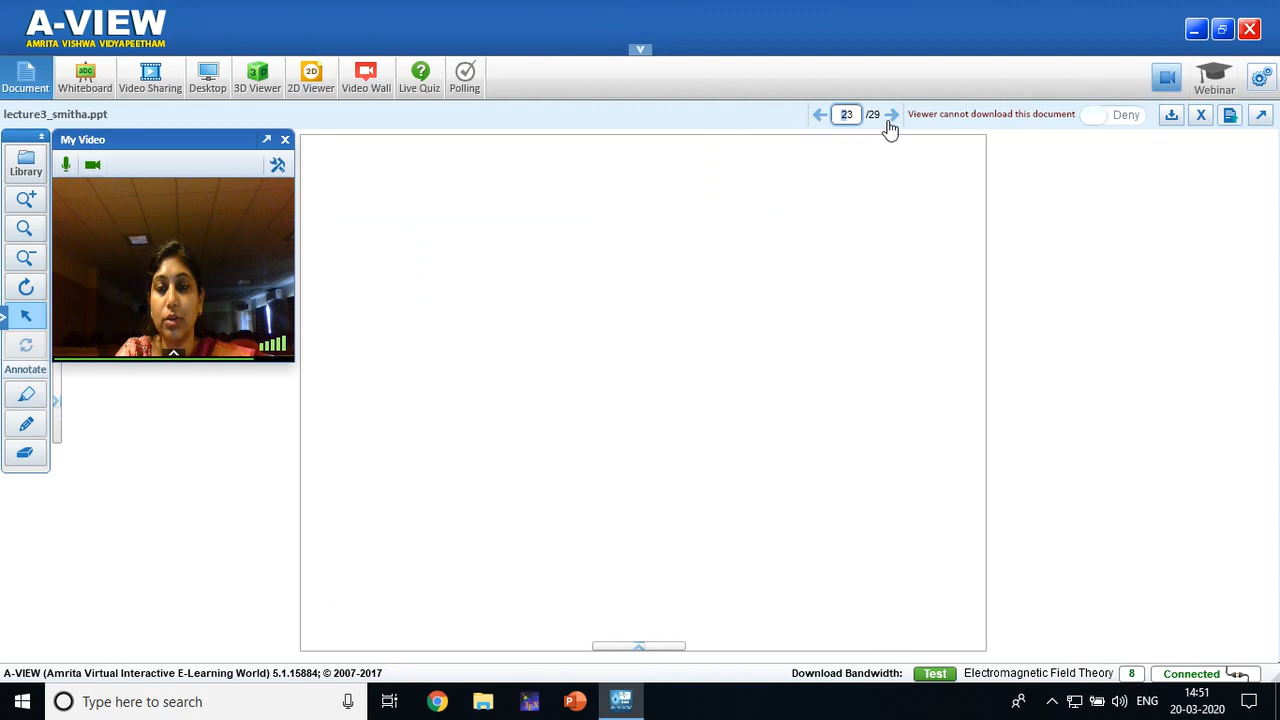 A-VIEW
AMRITA VISHWA VIDYAPEETHAM
Document
Whiteboard
Video Sharing
Desktop
3D Viewer
2D Viewer
Video Wall
Live Quiz
Polling
Webinar
lecture3_smitha.ppt
23 /29
Viewer cannot download this document
Deny
My Video
Library
Annotate
A-VIEW (Amrita Virtual Interactive E-Learning World) 5.1.15884; © 2007-2017
Download Bandwidth: Test
Electromagnetic Field Theory
8
Connected
Type here to search
ENG
14:51
20-03-2020